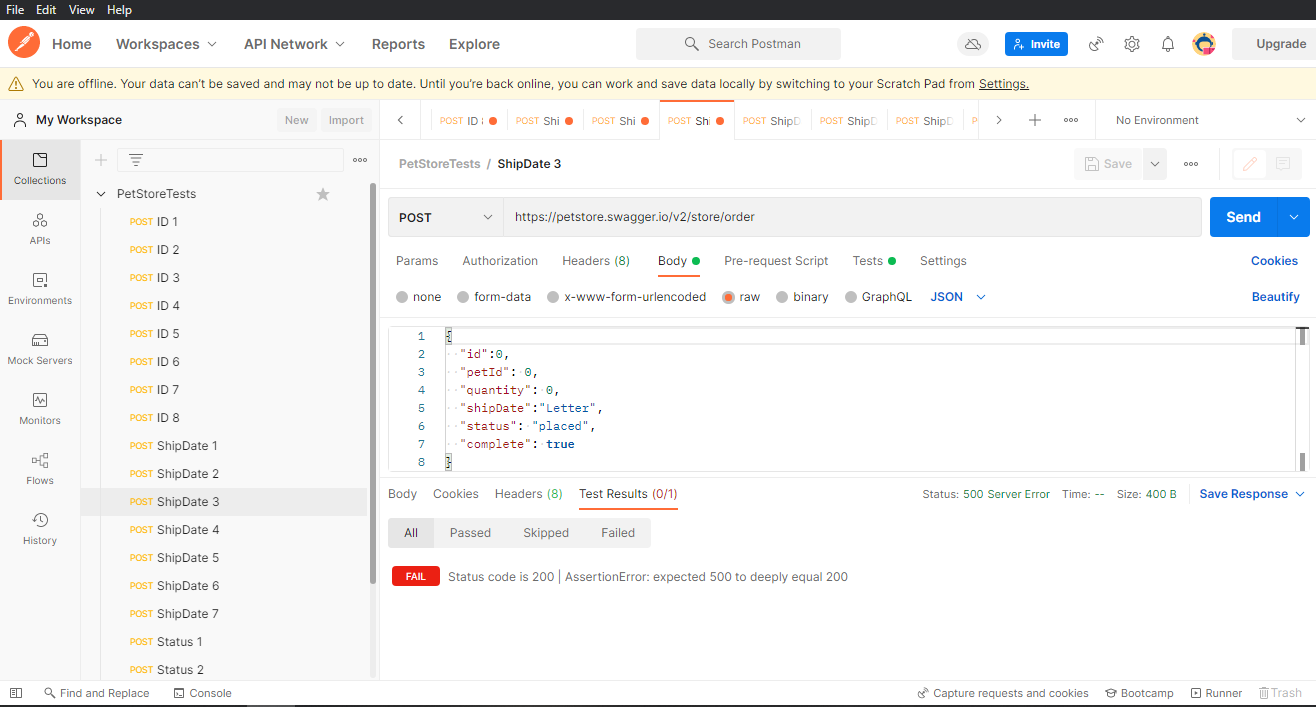 File Edit View Help
Home Workspaces API Network Reports Explore Search Postman Invite Upgrade
You are offline. Your data can’t be saved and may not be up to date. Until you’re back online, you can work and save data locally by switching to your Scratch Pad from Settings.
My Workspace New Import
POST ID POST Shi POST Shi POST Shi POST ShipD POST ShipD POST ShipD No Environment
Collections
APIs
Environments
Mock Servers
Monitors
Flows
History
PetStoreTests
POST ID 1
POST ID 2
POST ID 3
POST ID 4
POST ID 5
POST ID 6
POST ID 7
POST ID 8
POST ShipDate 1
POST ShipDate 2
POST ShipDate 3
POST ShipDate 4
POST ShipDate 5
POST ShipDate 6
POST ShipDate 7
POST Status 1
POST Status 2
PetStoreTests / ShipDate 3 Save
POST https://petstore.swagger.io/v2/store/order Send
Params Authorization Headers (8) Body Pre-request Script Tests Settings Cookies
none form-data x-www-form-urlencoded raw binary GraphQL JSON Beautify
1 {
2 "id":0,
3 "petId": 0,
4 "quantity": 0,
5 "shipDate":"Letter",
6 "status": "placed",
7 "complete": true
8 }
Body Cookies Headers (8) Test Results (0/1) Status: 500 Server Error Time: -- Size: 400 B Save Response
All Passed Skipped Failed
FAIL Status code is 200 | AssertionError: expected 500 to deeply equal 200
Find and Replace Console Capture requests and cookies Bootcamp Runner Trash